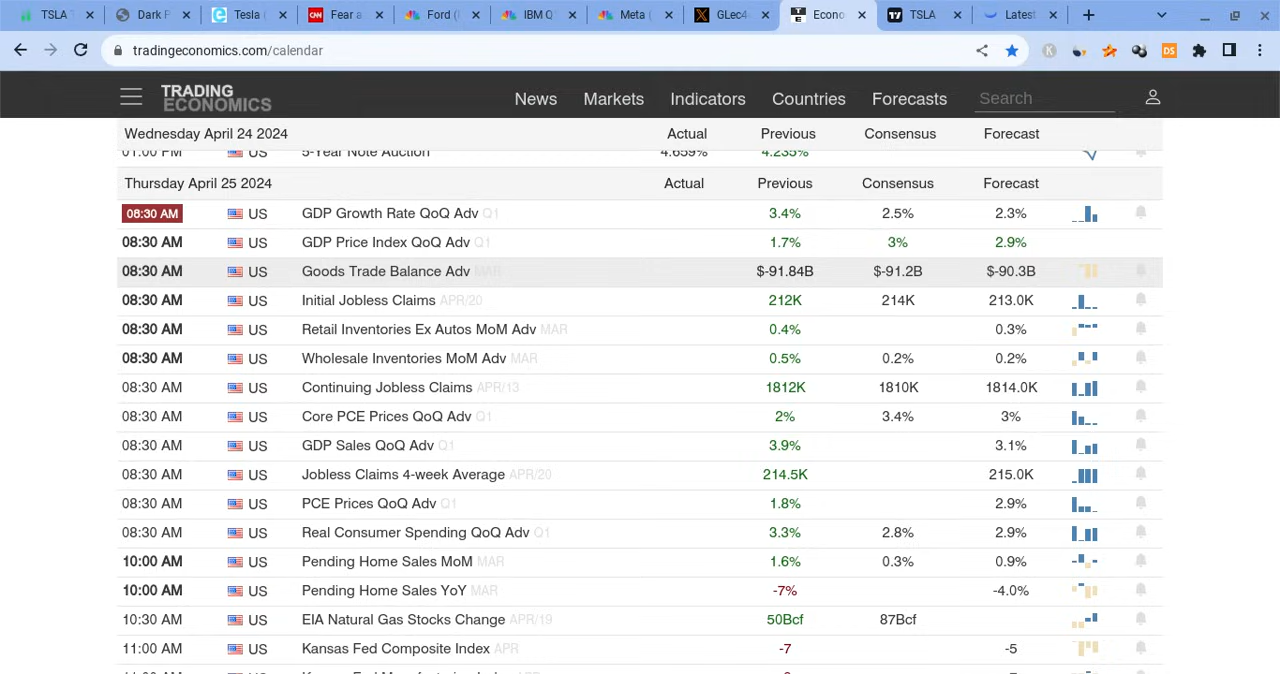 TSLA
Dark P
Tesla (
CNN Fear a
Ford (
IBM Q
Meta (
GLec4
TE Econo
TSLA
Latest
tradingeconomics.com/calendar
K DS
TRADING ECONOMICS News Markets Indicators Countries Forecasts Search
Wednesday April 24 2024 Actual Previous Consensus Forecast
01:00 PM US 5-Year Note Auction 4.659% 4.235%
Thursday April 25 2024 Actual Previous Consensus Forecast
08:30 AM US GDP Growth Rate QoQ Adv Q1 3.4% 2.5% 2.3%
08:30 AM US GDP Price Index QoQ Adv Q1 1.7% 3% 2.9%
08:30 AM US Goods Trade Balance Adv MAR $-91.84B $-91.2B $-90.3B
08:30 AM US Initial Jobless Claims APR/20 212K 214K 213.0K
08:30 AM US Retail Inventories Ex Autos MoM Adv MAR 0.4% 0.3%
08:30 AM US Wholesale Inventories MoM Adv MAR 0.5% 0.2% 0.2%
08:30 AM US Continuing Jobless Claims APR/13 1812K 1810K 1814.0K
08:30 AM US Core PCE Prices QoQ Adv Q1 2% 3.4% 3%
08:30 AM US GDP Sales QoQ Adv Q1 3.9% 3.1%
08:30 AM US Jobless Claims 4-week Average APR/20 214.5K 215.0K
08:30 AM US PCE Prices QoQ Adv Q1 1.8% 2.9%
08:30 AM US Real Consumer Spending QoQ Adv Q1 3.3% 2.8% 2.9%
10:00 AM US Pending Home Sales MoM MAR 1.6% 0.3% 0.9%
10:00 AM US Pending Home Sales YoY MAR -7% -4.0%
10:30 AM US EIA Natural Gas Stocks Change APR/19 50Bcf 87Bcf
11:00 AM US Kansas Fed Composite Index APR -7 -5